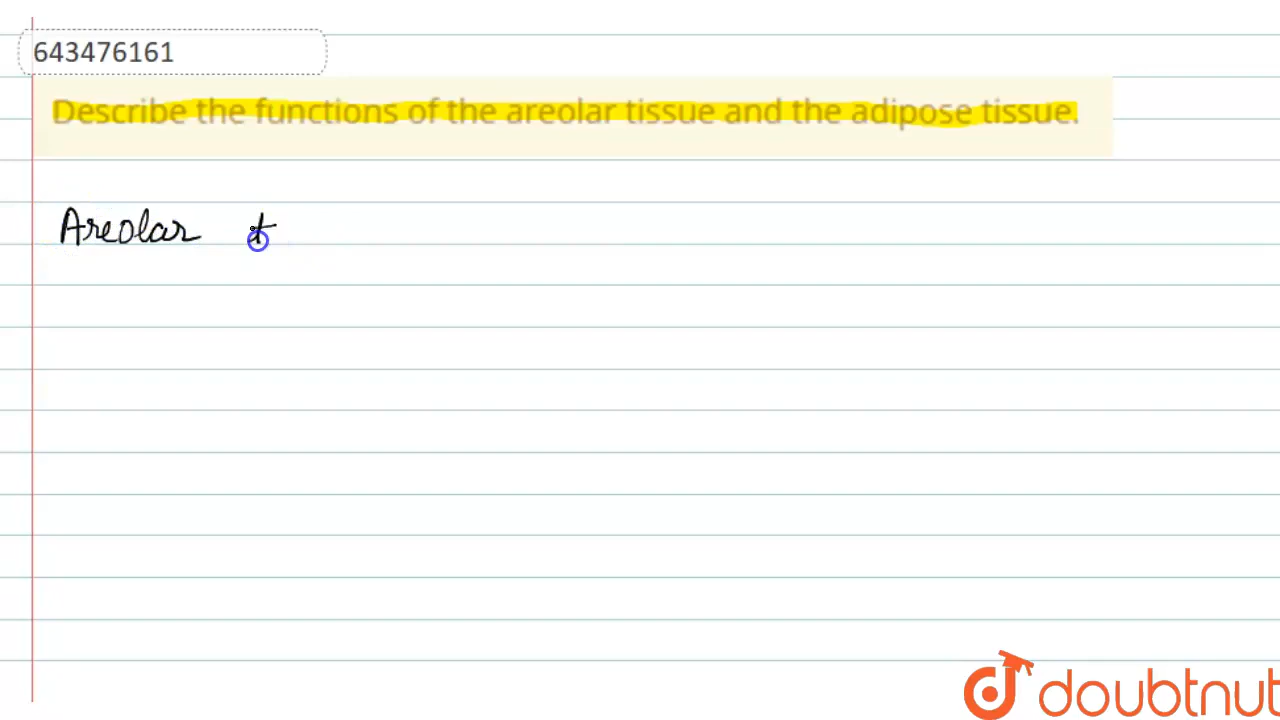 643476161
Describe the functions of the areolar tissue and the adipose tissue.
Areolar t
doubtnut